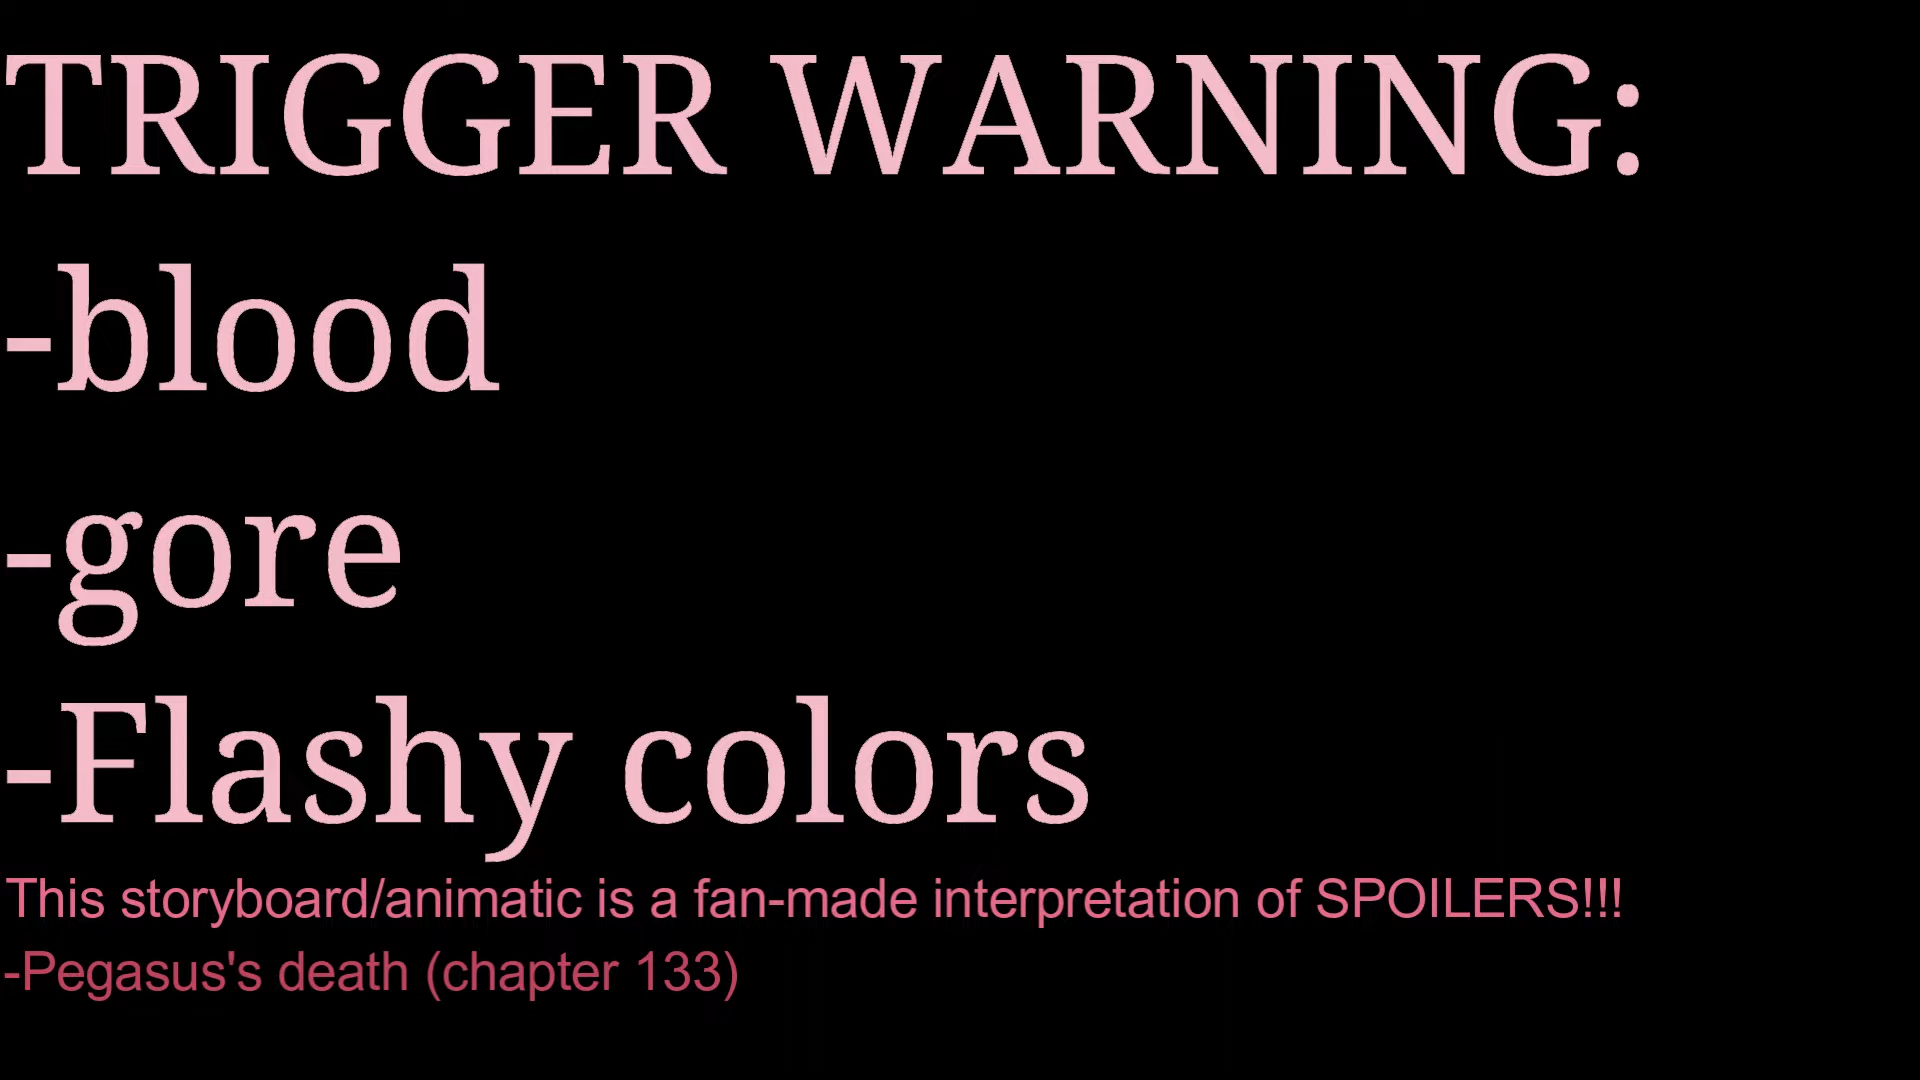 TRIGGER WARNING:
-blood
-gore
-Flashy colors
This storyboard/animatic is a fan-made interpretation of SPOILERS!!!
-Pegasus's death (chapter 133)